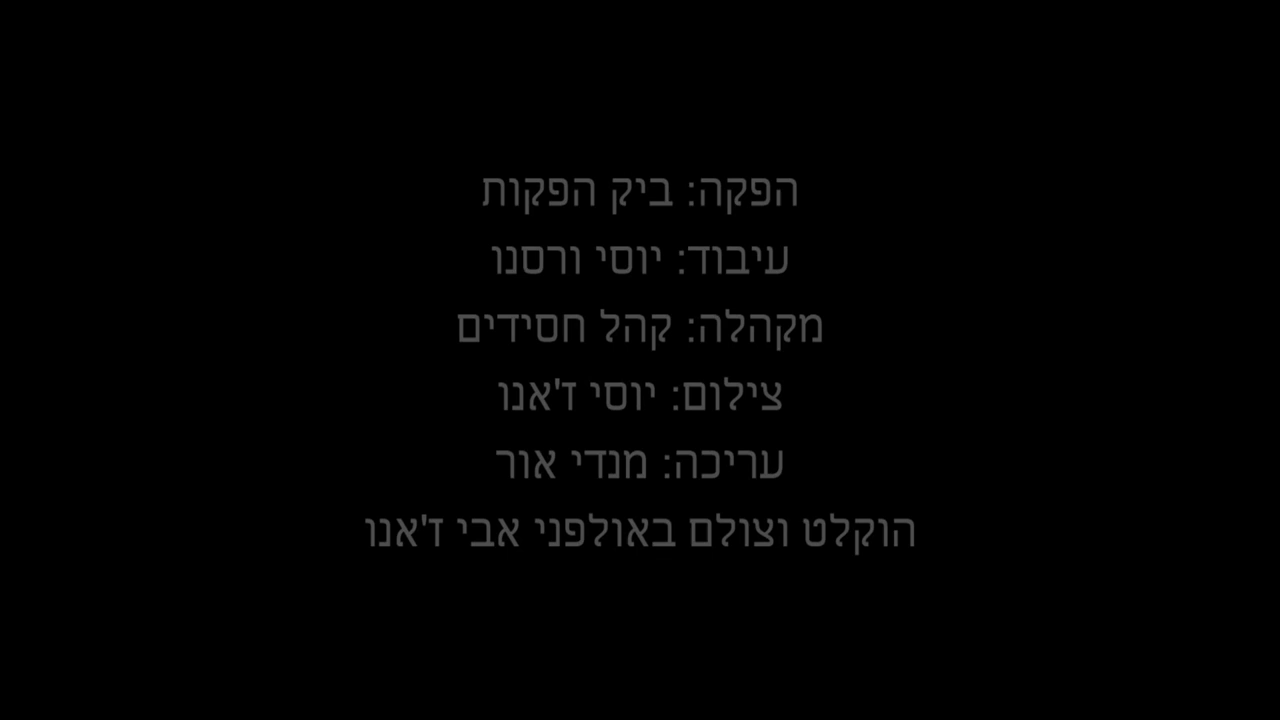 הפקה: ביק הפקות
עיבוד: יוסי ורסנו
מקהלה: קהל חסידים
צילום: יוסי ז'אנו
עריכה: מנדי אור
הוקלט וצולם באולפני אבי ז'אנו